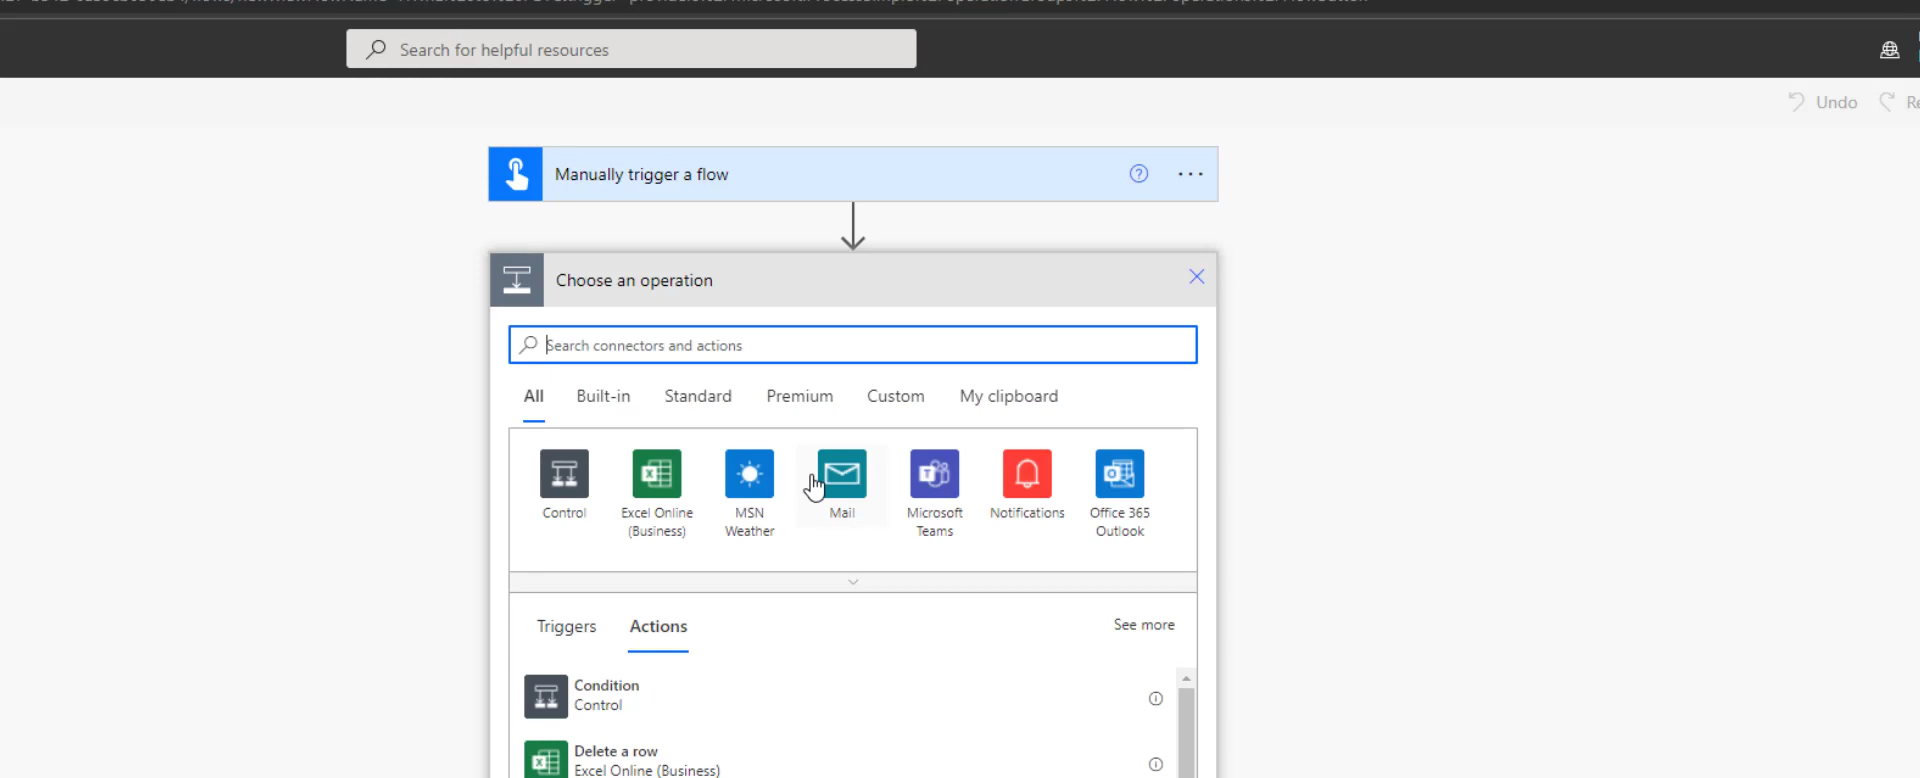 Search for helpful resources
Undo
Manually trigger a flow
Choose an operation
Search connectors and actions
All Built-in Standard Premium Custom My clipboard
Control Excel Online MSN Mail Microsoft Notifications Office 365
(Business) Weather Teams Outlook
Triggers Actions See more
Condition
Control
Delete a row
Excel Online (Business)